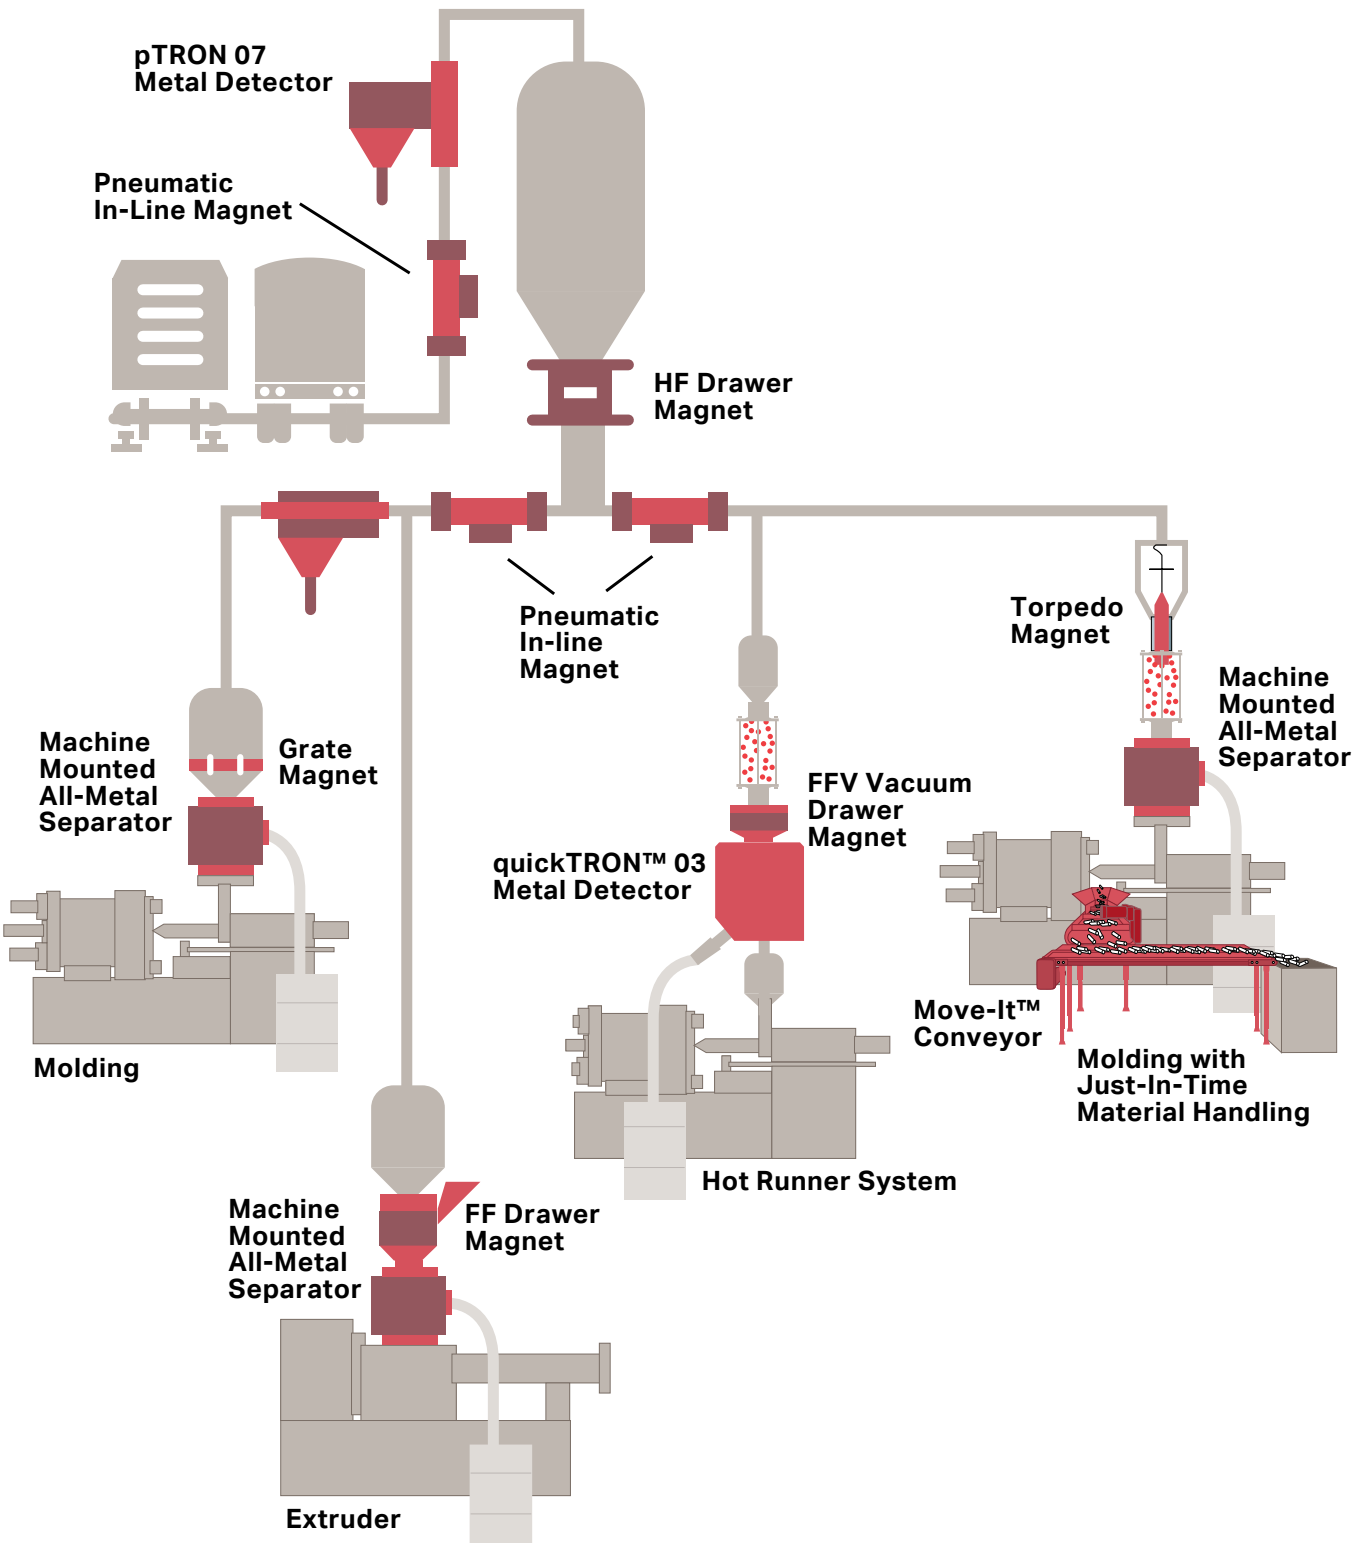 pTRON 07
Metal Detector
Pneumatic
In-Line Magnet
HF Drawer
Magnet
Pneumatic
In-line
Magnet
Torpedo
Magnet
Machine
Mounted
All-Metal
Separator
Machine
Mounted
All-Metal
Separator
Grate
Magnet
FFV Vacuum
Drawer
Magnet
quickTRON™ 03
Metal Detector
Move-It™
Conveyor
Molding
Molding with
Just-In-Time
Material Handling
Hot Runner System
Machine
Mounted
All-Metal
Separator
FF Drawer
Magnet
Extruder